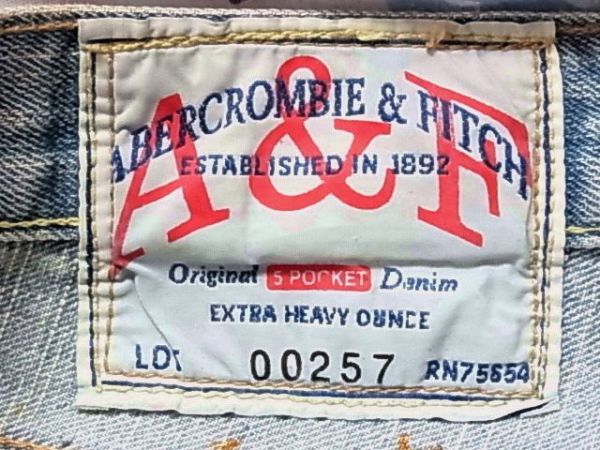 A&F
ABERCROMBIE & FITCH
ESTABLISHED IN 1892
Original 5 POCKET Denim
EXTRA HEAVY OUNCE
LOT 00257 RN75654